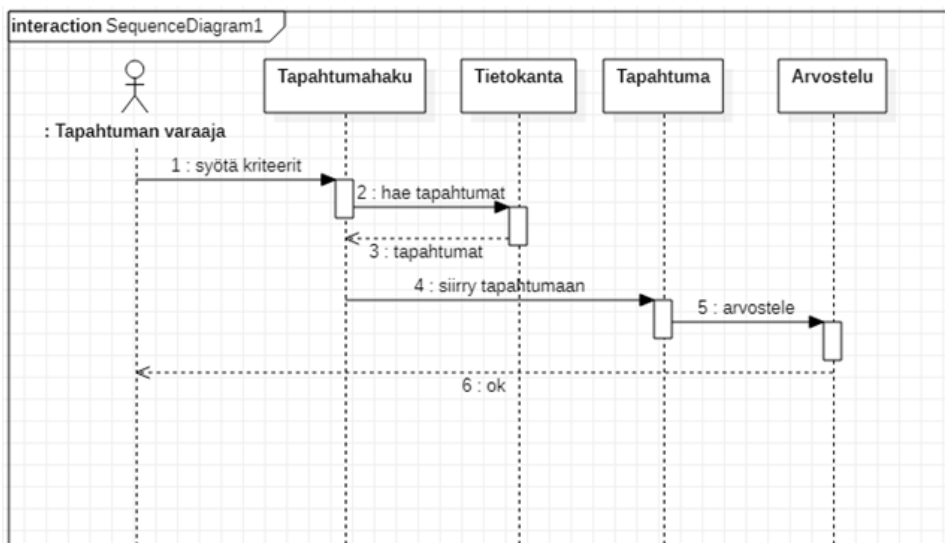 interaction SequenceDiagram1
Tapahtumahaku
Tietokanta
Tapahtuma
Arvostelu
: Tapahtuman varaaja
1 : syötä kriteerit
2 : hae tapahtumat
3 : tapahtumat
4 : siirry tapahtumaan
5 : arvostele
6 : ok